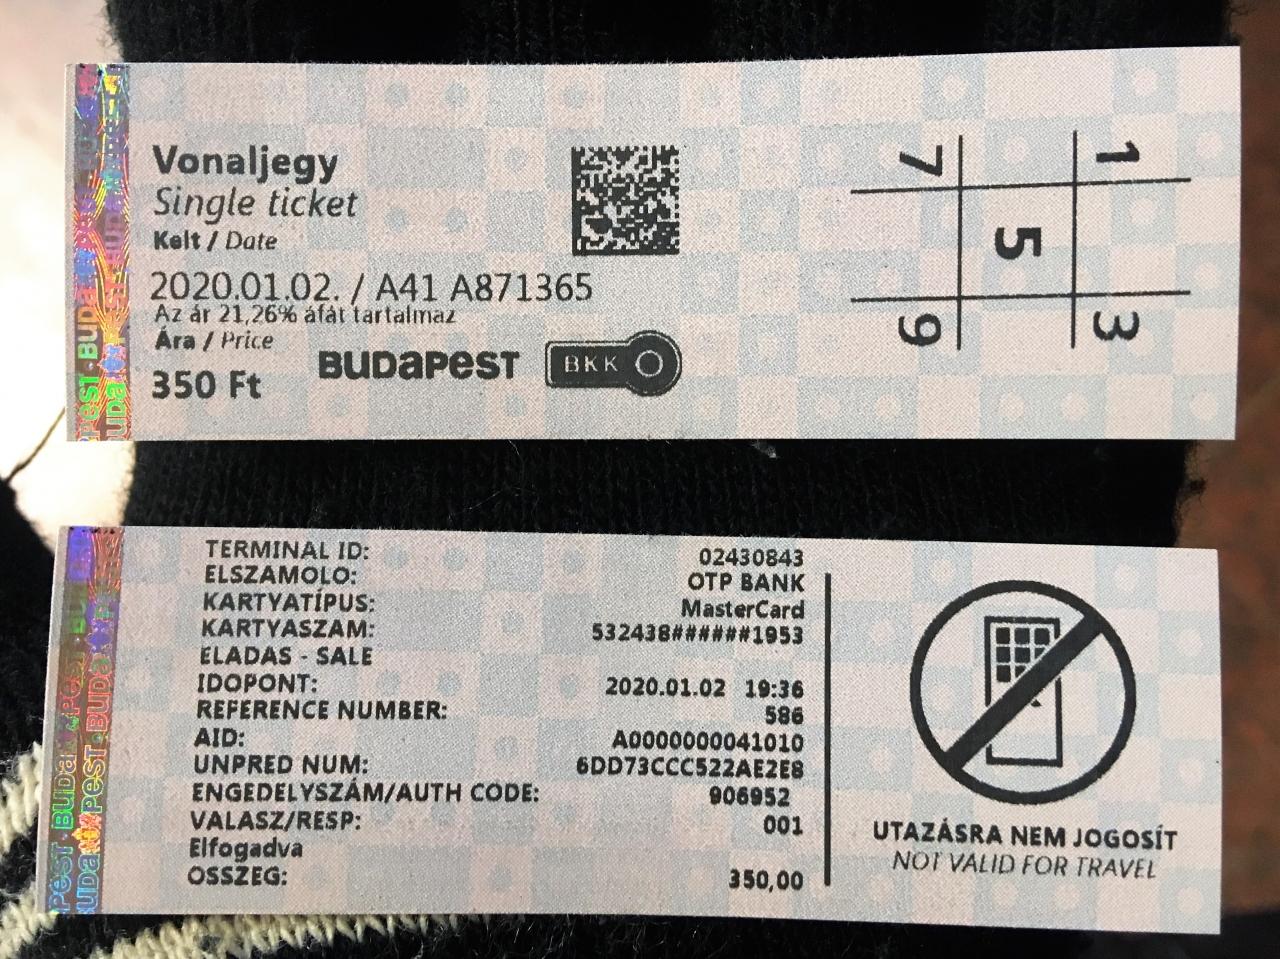 Vonaljegy
Single ticket
Kelt / Date
2020.01.02. / A41 A871365
Az ár 21,26% áfát tartalmaz
Ára / Price
350 Ft
BUDAPEST BKK
1
3
5
7
9
TERMINAL ID: 02430843
ELSZAMOLO: OTP BANK
KARTYATÍPUS: MasterCard
KARTYASZAM: 532438######1953
ELADAS - SALE
IDOPONT: 2020.01.02 19:36
REFERENCE NUMBER: 586
AID: A0000000041010
UNPRED NUM: 6DD73CCC522AE2E8
ENGEDELYSZÁM/AUTH CODE: 906952
VALASZ/RESP: 001
Elfogadva
OSSZEG: 350,00
UTAZÁSRA NEM JOGOSÍT
NOT VALID FOR TRAVEL